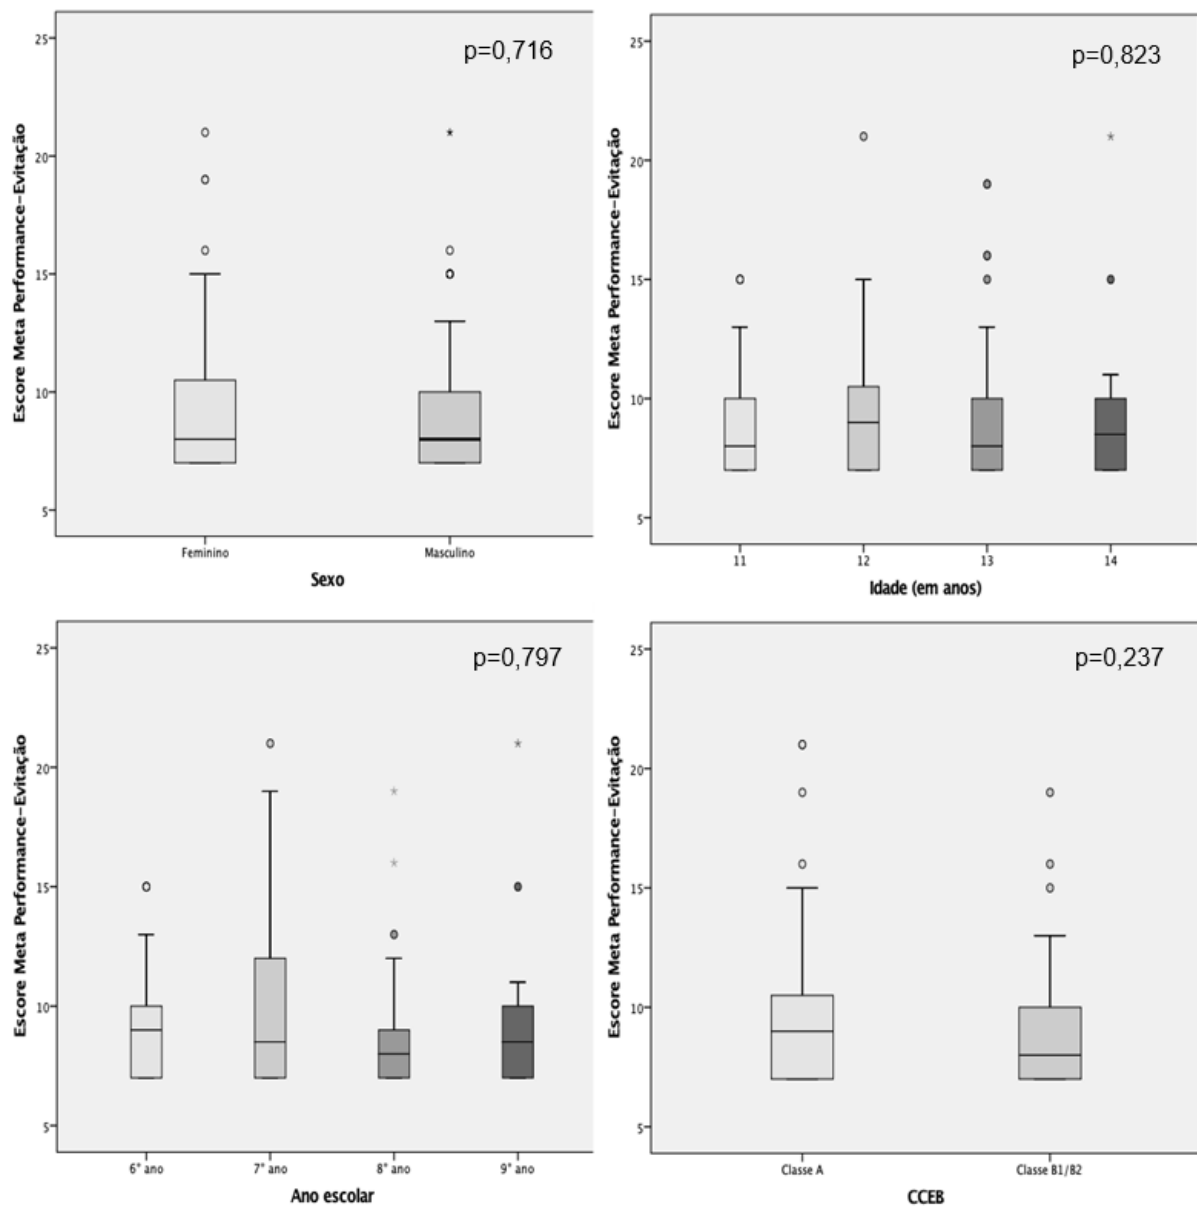 p=0,716
Escore Meta Performance-Evitação
25
20
15
10
5
Feminino
Masculino
Sexo
p=0,823
Escore Meta Performance-Evitação
25
20
15
10
5
11
12
13
14
Idade (em anos)
p=0,797
Escore Meta Performance-Evitação
25
20
15
10
5
6° ano
7° ano
8° ano
9° ano
Ano escolar
p=0,237
Escore Meta Performance-Evitação
25
20
15
10
5
Classe A
Classe B1/B2
CCEB